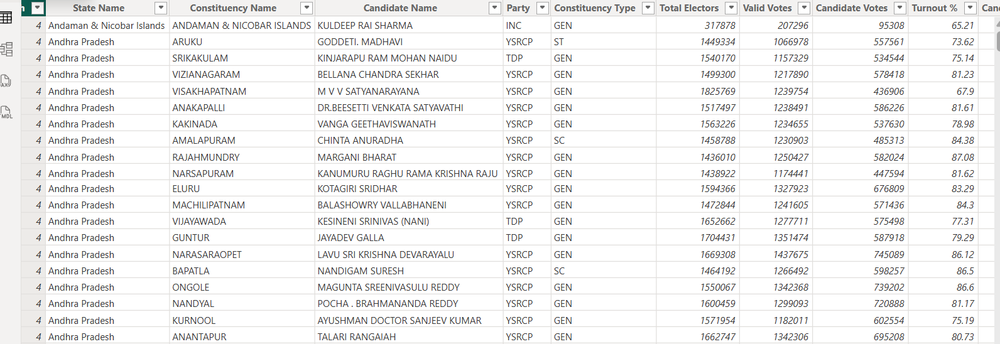 n State Name Constituency Name Candidate Name Party Constituency Type Total Electors Valid Votes Candidate Votes Turnout % Can
4 Andaman & Nicobar Islands ANDAMAN & NICOBAR ISLANDS KULDEEP RAI SHARMA INC GEN 317878 207296 95308 65.21
4 Andhra Pradesh ARUKU GODDETI. MADHAVI YSRCP ST 1449334 1066978 557561 73.62
4 Andhra Pradesh SRIKAKULAM KINJARAPU RAM MOHAN NAIDU TDP GEN 1540170 1157329 534544 75.14
4 Andhra Pradesh VIZIANAGARAM BELLANA CHANDRA SEKHAR YSRCP GEN 1499300 1217890 578418 81.23
4 Andhra Pradesh VISAKHAPATNAM M V V SATYANARAYANA YSRCP GEN 1825769 1239754 436906 67.9
4 Andhra Pradesh ANAKAPALLI DR.BEESETTI VENKATA SATYAVATHI YSRCP GEN 1517497 1238491 586226 81.61
4 Andhra Pradesh KAKINADA VANGA GEETHAVISWANATH YSRCP GEN 1563226 1234655 537630 78.98
4 Andhra Pradesh AMALAPURAM CHINTA ANURADHA YSRCP SC 1458788 1230903 485313 84.38
4 Andhra Pradesh RAJAHMUNDRY MARGANI BHARAT YSRCP GEN 1436010 1250427 582024 87.08
4 Andhra Pradesh NARSAPURAM KANUMURU RAGHU RAMA KRISHNA RAJU YSRCP GEN 1438922 1174441 447594 81.62
4 Andhra Pradesh ELURU KOTAGIRI SRIDHAR YSRCP GEN 1594366 1327923 676809 83.29
4 Andhra Pradesh MACHILIPATNAM BALASHOWRY VALLABHANENI YSRCP GEN 1472844 1241605 571436 84.3
4 Andhra Pradesh VIJAYAWADA KESINENI SRINIVAS (NANI) TDP GEN 1652662 1277711 575498 77.31
4 Andhra Pradesh GUNTUR JAYADEV GALLA TDP GEN 1704431 1351474 587918 79.29
4 Andhra Pradesh NARASARAOPET LAVU SRI KRISHNA DEVARAYALU YSRCP GEN 1669308 1437675 745089 86.12
4 Andhra Pradesh BAPATLA NANDIGAM SURESH YSRCP SC 1464192 1266492 598257 86.5
4 Andhra Pradesh ONGOLE MAGUNTA SREENIVASULU REDDY YSRCP GEN 1550067 1342368 739202 86.6
4 Andhra Pradesh NANDYAL POCHA . BRAHMANANDA REDDY YSRCP GEN 1600459 1299093 720888 81.17
4 Andhra Pradesh KURNOOL AYUSHMAN DOCTOR SANJEEV KUMAR YSRCP GEN 1571954 1182011 602554 75.19
4 Andhra Pradesh ANANTAPUR TALARI RANGAIAH YSRCP GEN 1662747 1342306 695208 80.73